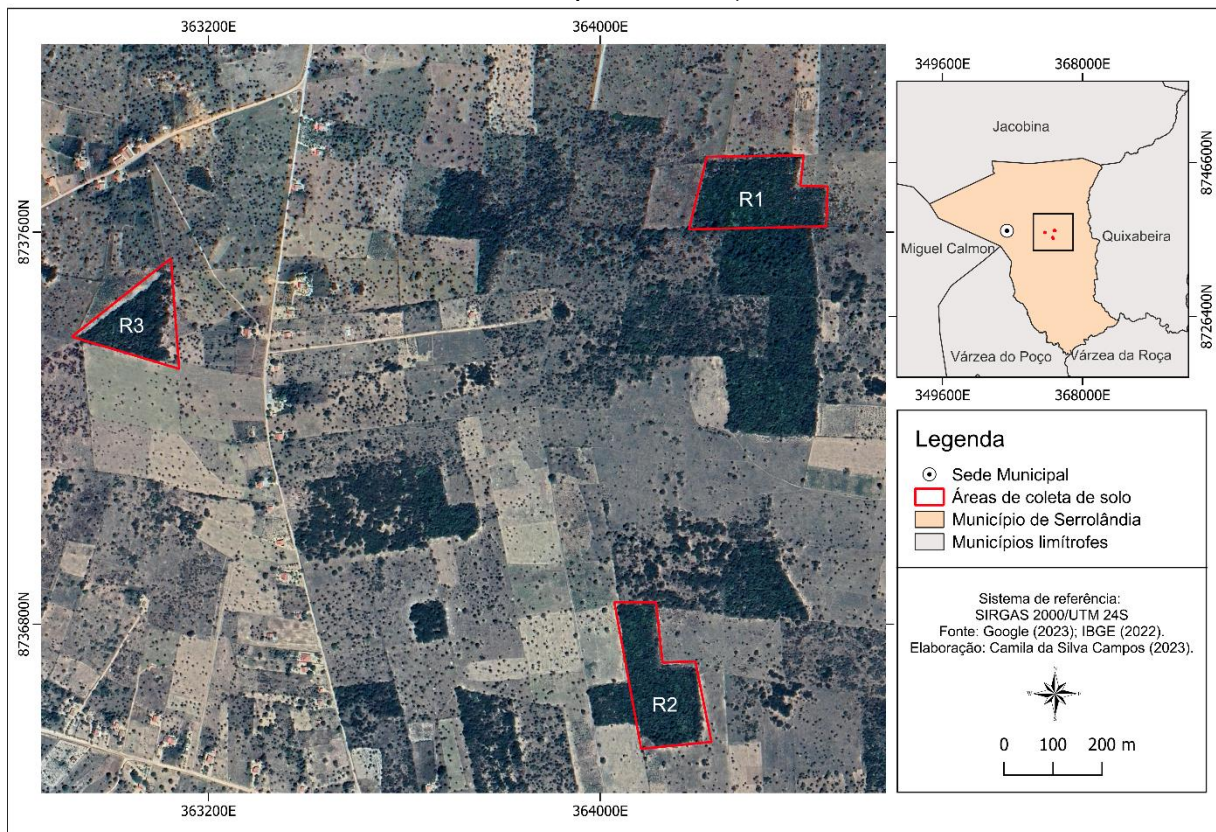 363200E
364000E
8737600N
8736800N
R1
R3
R2
363200E
364000E
349600E
368000E
Jacobina
8746600N
Miguel Calmon
Quixabeira
8726400N
Várzea do Poço
Várzea da Roça
349600E
368000E
Legenda
Sede Municipal
Áreas de coleta de solo
Município de Serrolândia
Municípios limítrofes
Sistema de referência:
SIRGAS 2000/UTM 24S
Fonte: Google (2023); IBGE (2022).
Elaboração: Camila da Silva Campos (2023).
N
W
E
S
0 100 200 m